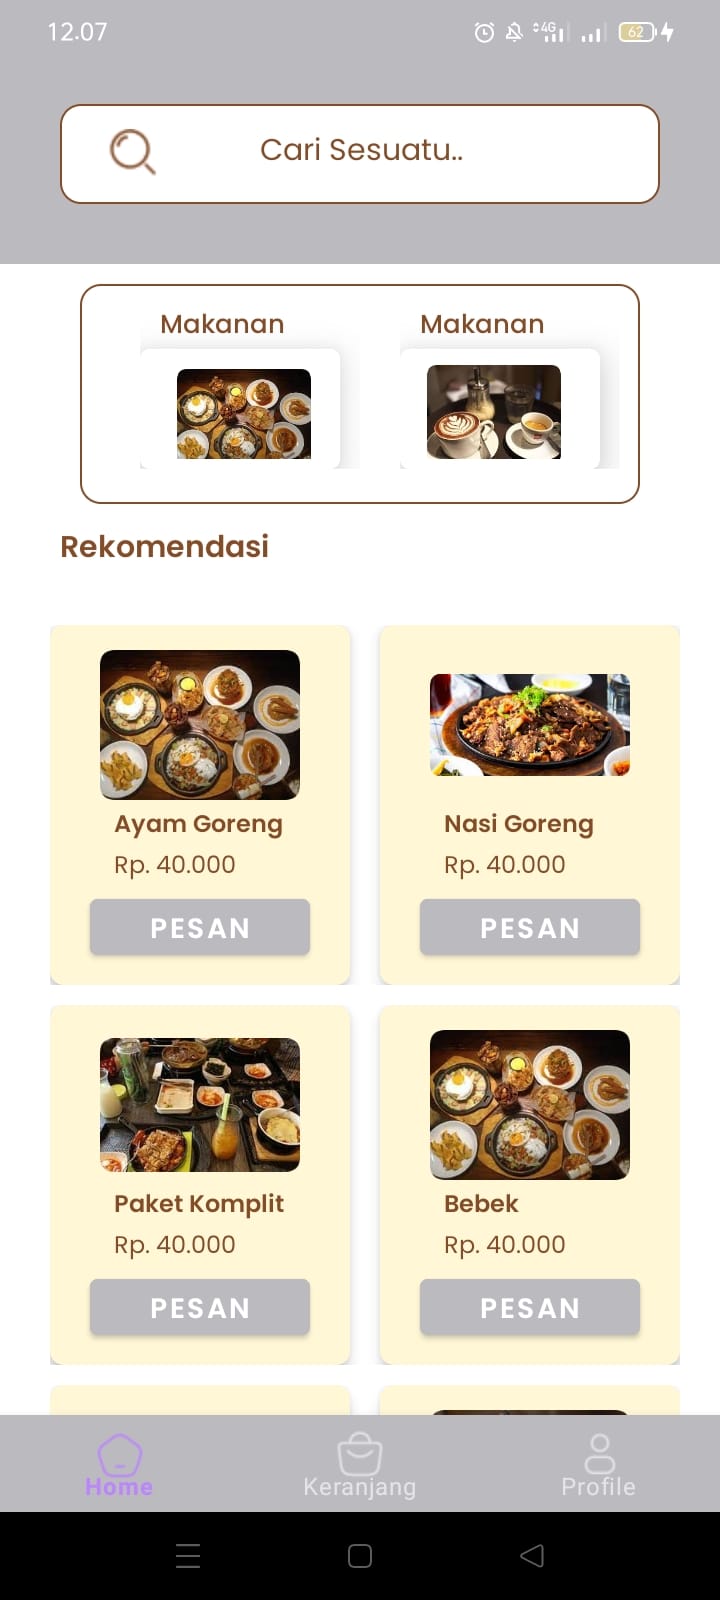 12.07
4G
62
Cari Sesuatu..
Makanan Makanan
Rekomendasi
Ayam Goreng Nasi Goreng
Rp. 40.000 Rp. 40.000
PESAN PESAN
Paket Komplit Bebek
Rp. 40.000 Rp. 40.000
PESAN PESAN
Home Keranjang Profile